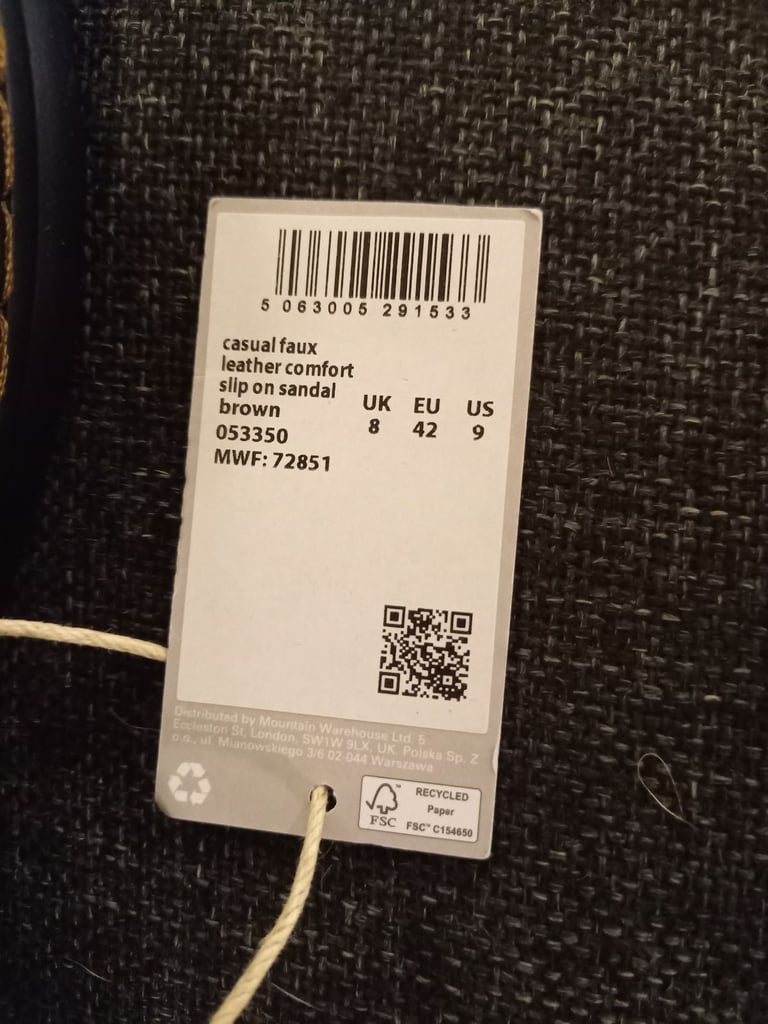 5 063005 291533
casual faux
leather comfort
slip on sandal
brown
053350
MWF: 72851
UK EU US
8 42 9
Distributed by Mountain Warehouse Ltd. 5
Eccleston St, London, SW1W 9LX, UK. Polska Sp. Z
o.o., ul. Mianowskiego 3/6 02-044 Warszawa
FSC™
RECYCLED
Paper
FSC™ C154650